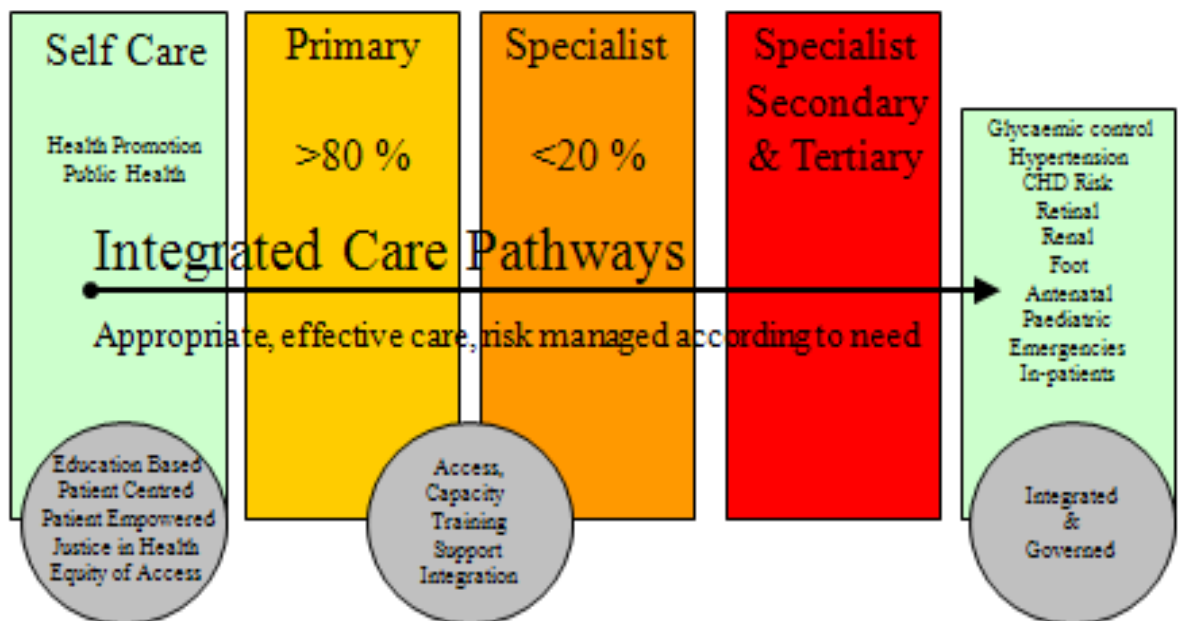 Self Care
Health Promotion
Public Health
Primary
>80 %
Specialist
<20 %
Specialist
Secondary
& Tertiary
Glycaemic control
Hypertension
CHD Risk
Retinal
Renal
Foot
Antenatal
Paediatric
Emergencies
In-patients
Integrated Care Pathways
Appropriate, effective care, risk managed according to need
Education Based
Patient Centred
Patient Empowered
Justice in Health
Equity of Access
Access,
Capacity
Training
Support
Integration
Integrated
&
Governed